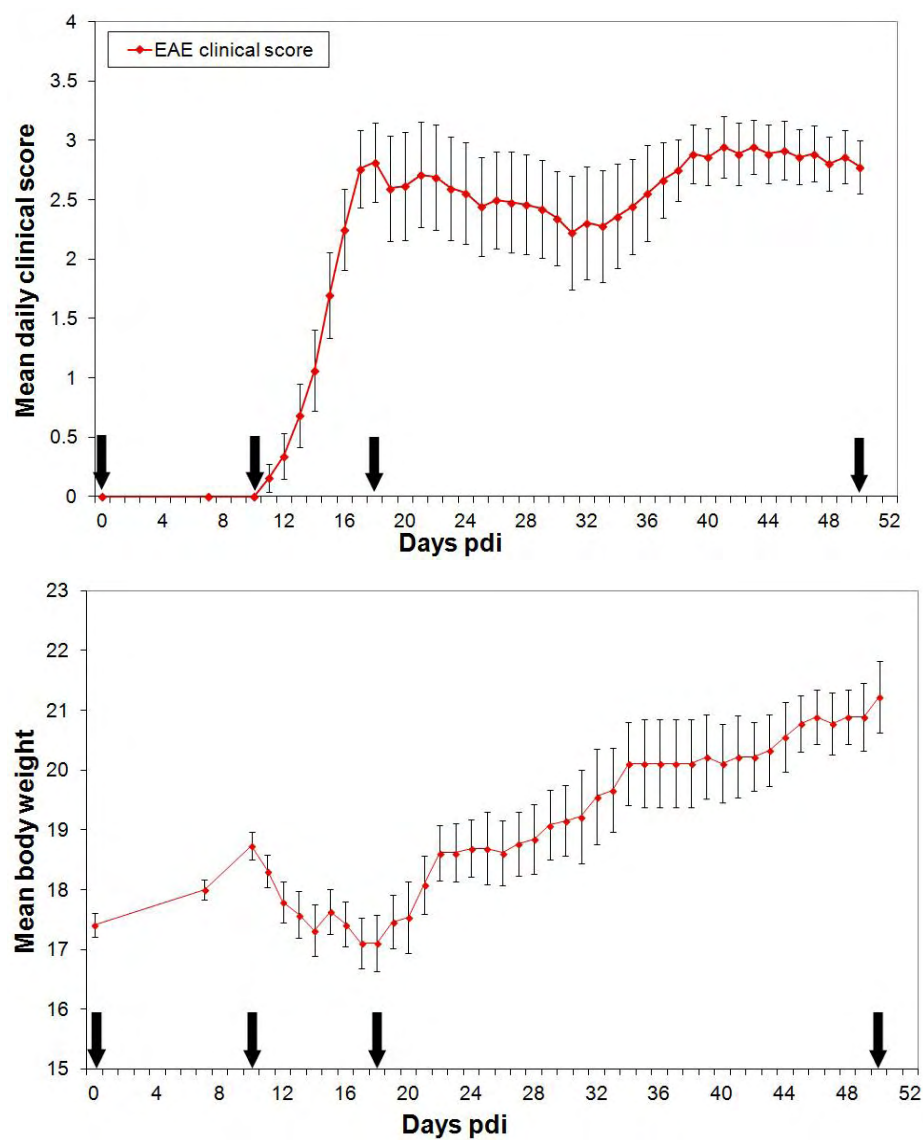 4
EAE clinical score
3.5
3
2.5
2
1.5
1
0.5
0
Mean daily clinical score
0 4 8 12 16 20 24 28 32 36 40 44 48 52
Days pdi
23
22
21
20
19
18
17
16
15
Mean body weight
0 4 8 12 16 20 24 28 32 36 40 44 48 52
Days pdi